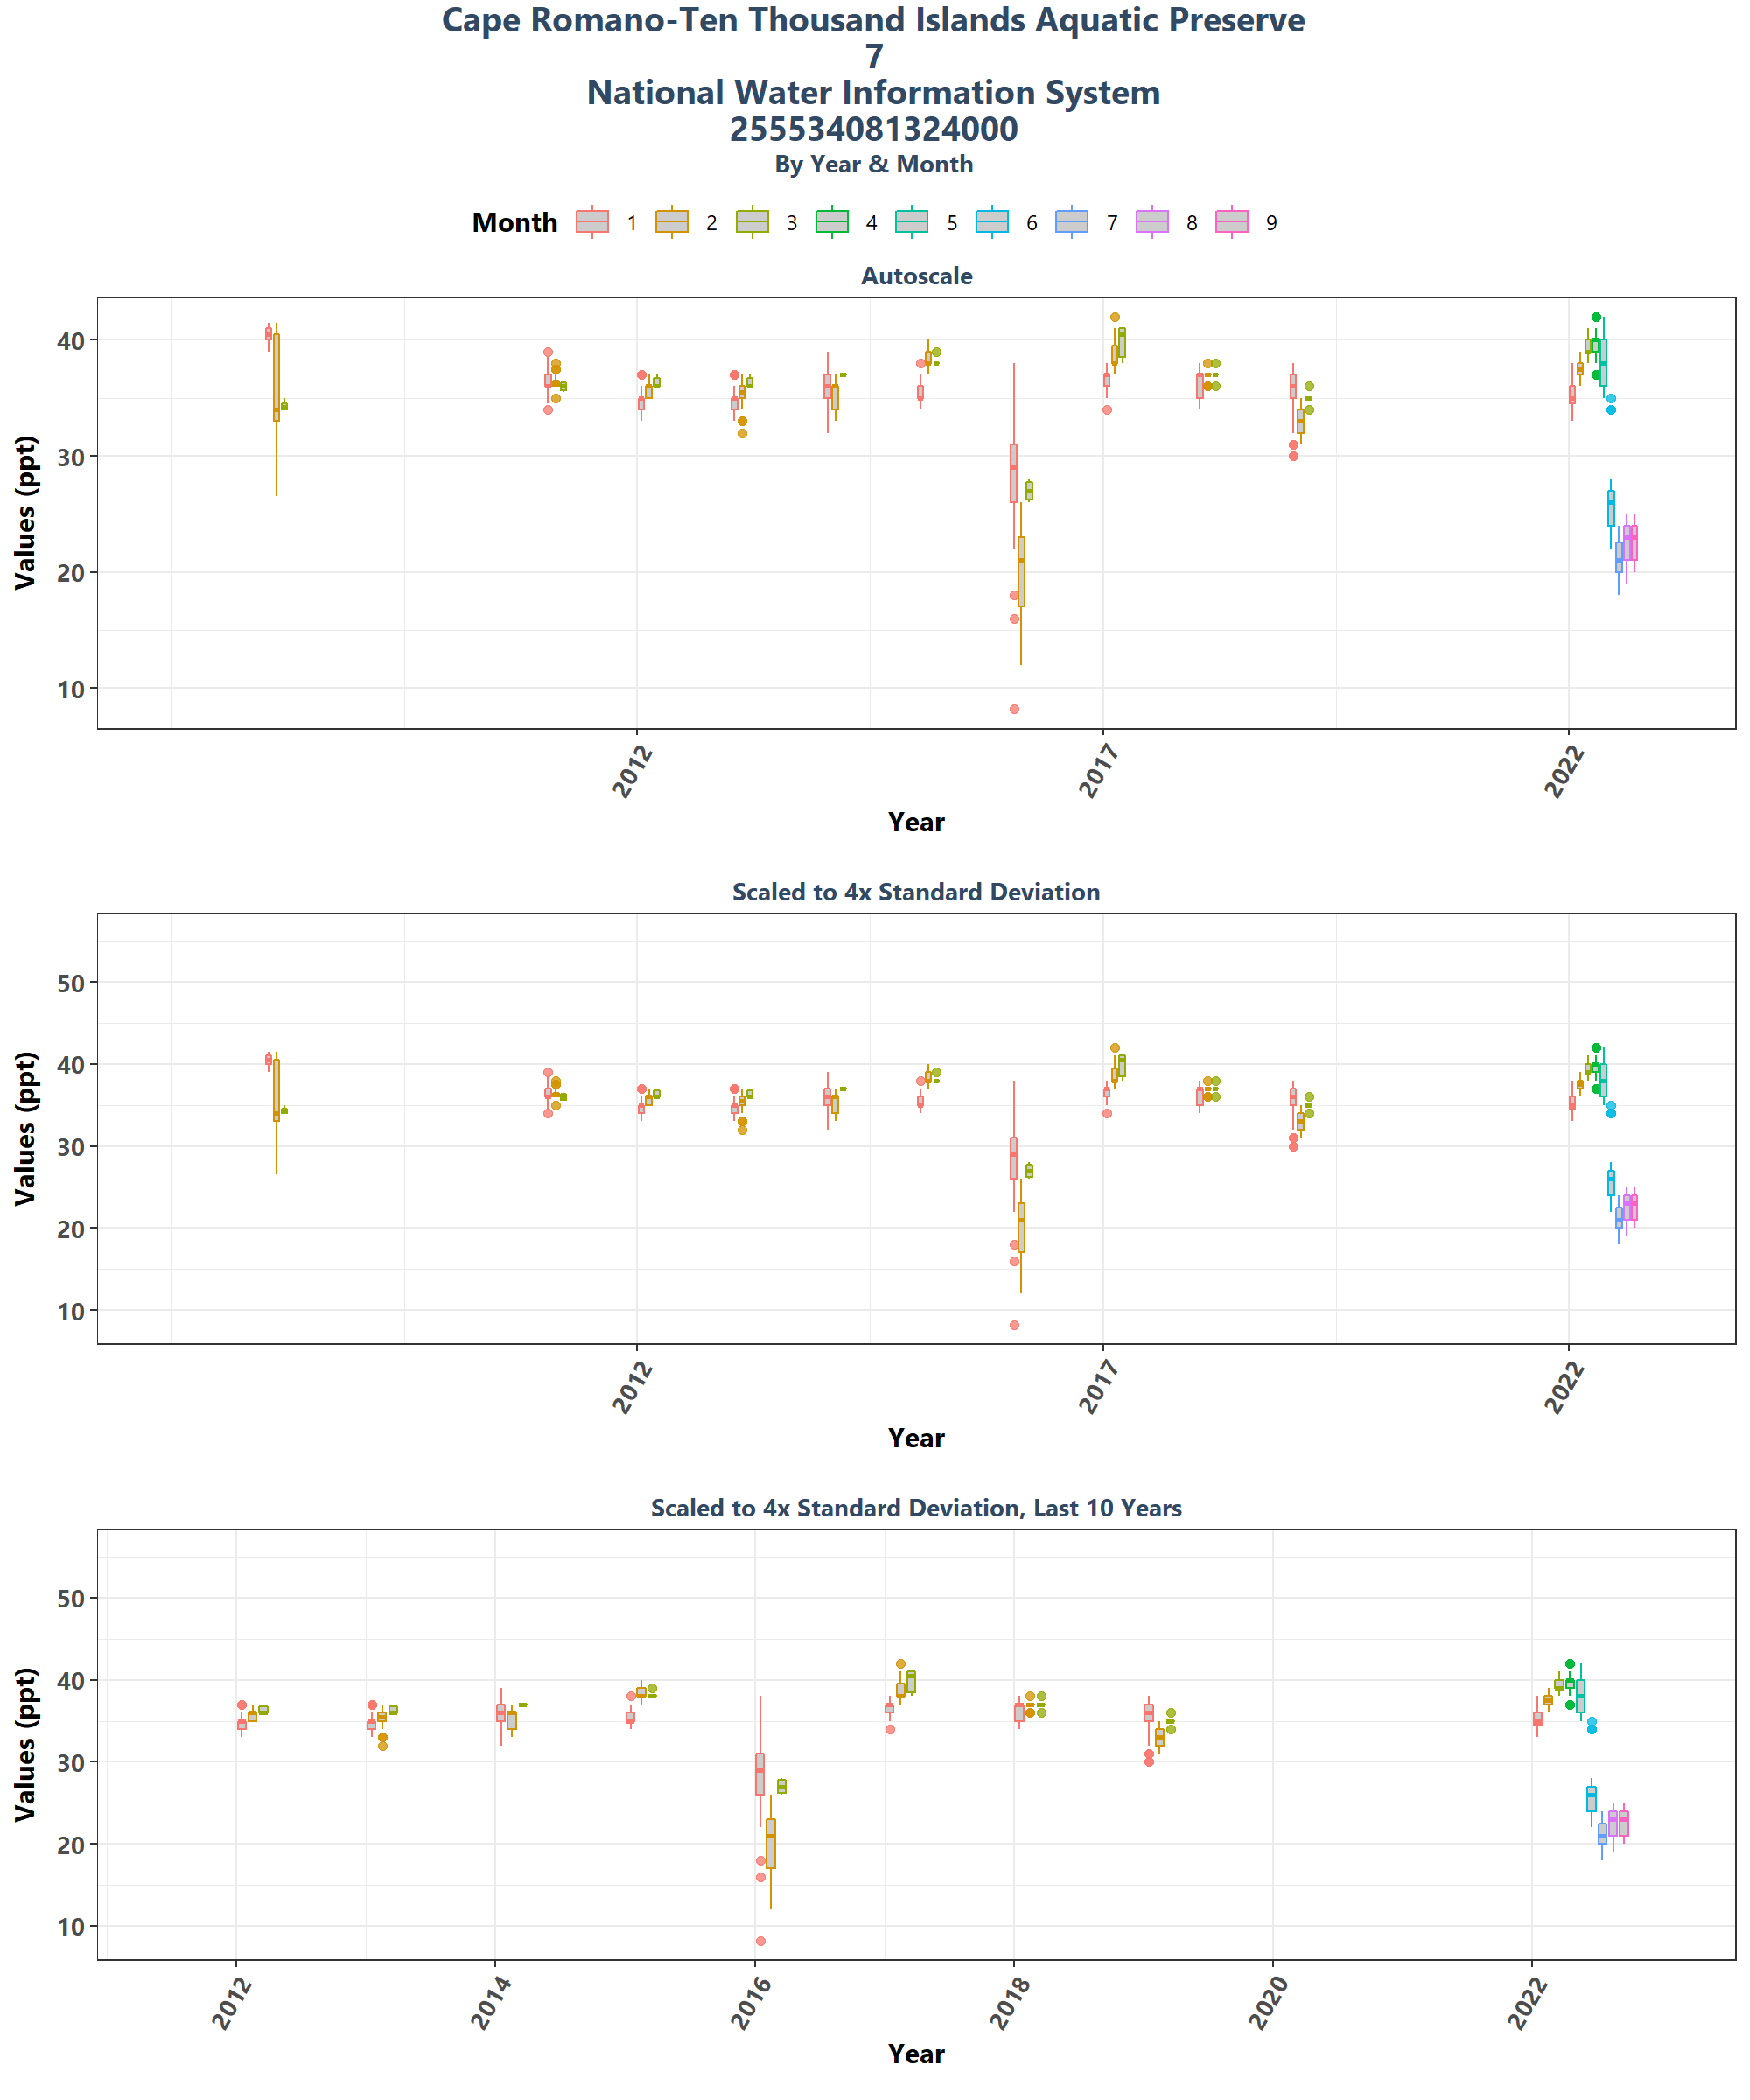 Cape Romano-Ten Thousand Islands Aquatic Preserve
7
National Water Information System
255534081324000
By Year & Month
Month 1 2 3 4 5 6 7 8 9
Autoscale
Values (ppt)
40
30
20
10
2012 2017 2022
Year
Scaled to 4x Standard Deviation
Values (ppt)
50
40
30
20
10
2012 2017 2022
Year
Scaled to 4x Standard Deviation, Last 10 Years
Values (ppt)
50
40
30
20
10
2012 2014 2016 2018 2020 2022
Year